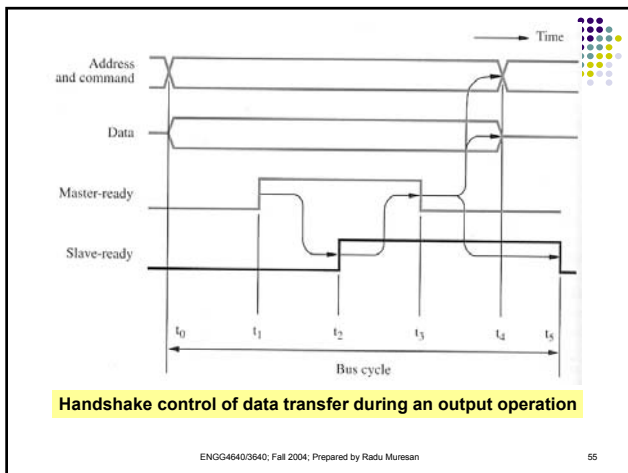 Time
Address
and command
Data
Master-ready
Slave-ready
t0 t1 t2 t3 t4 t5
Bus cycle
Handshake control of data transfer during an output operation
ENGG4640/3640; Fall 2004; Prepared by Radu Muresan 55